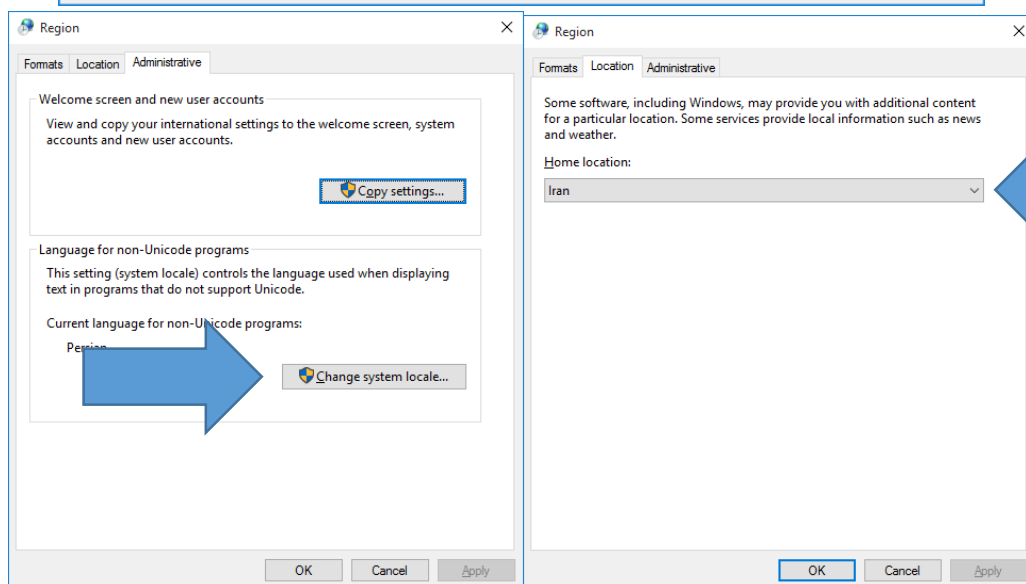 Region
Formats Location Administrative
Welcome screen and new user accounts
View and copy your international settings to the welcome screen, system
accounts and new user accounts.
Copy settings...
Language for non-Unicode programs
This setting (system locale) controls the language used when displaying
text in programs that do not support Unicode.
Current language for non-Unicode programs:
Persian
Change system locale...
OK Cancel Apply
Region
Formats Location Administrative
Some software, including Windows, may provide you with additional content
for a particular location. Some services provide local information such as news
and weather.
Home location:
Iran
OK Cancel Apply